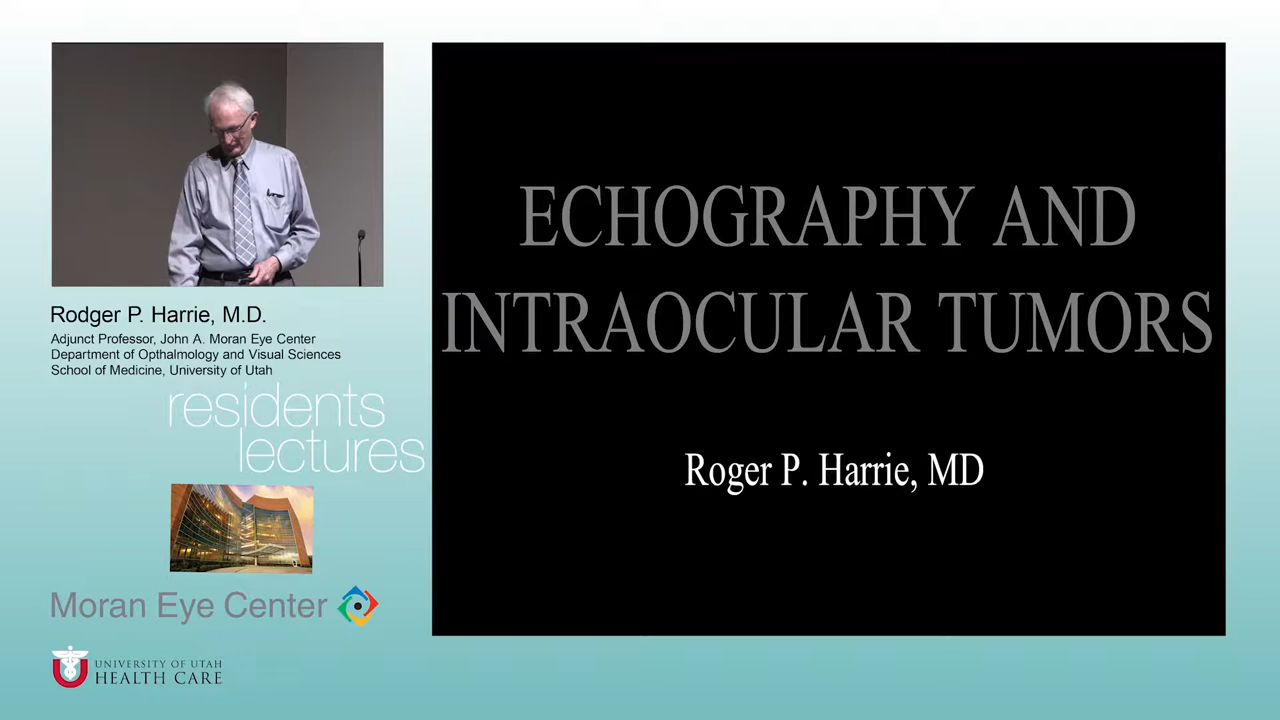 Rodger P. Harrie, M.D.
Adjunct Professor, John A. Moran Eye Center
Department of Opthalmology and Visual Sciences
School of Medicine, University of Utah
residents
lectures
Moran Eye Center
UNIVERSITY OF UTAH
HEALTH CARE
ECHOGRAPHY AND
INTRAOCULAR TUMORS
Roger P. Harrie, MD